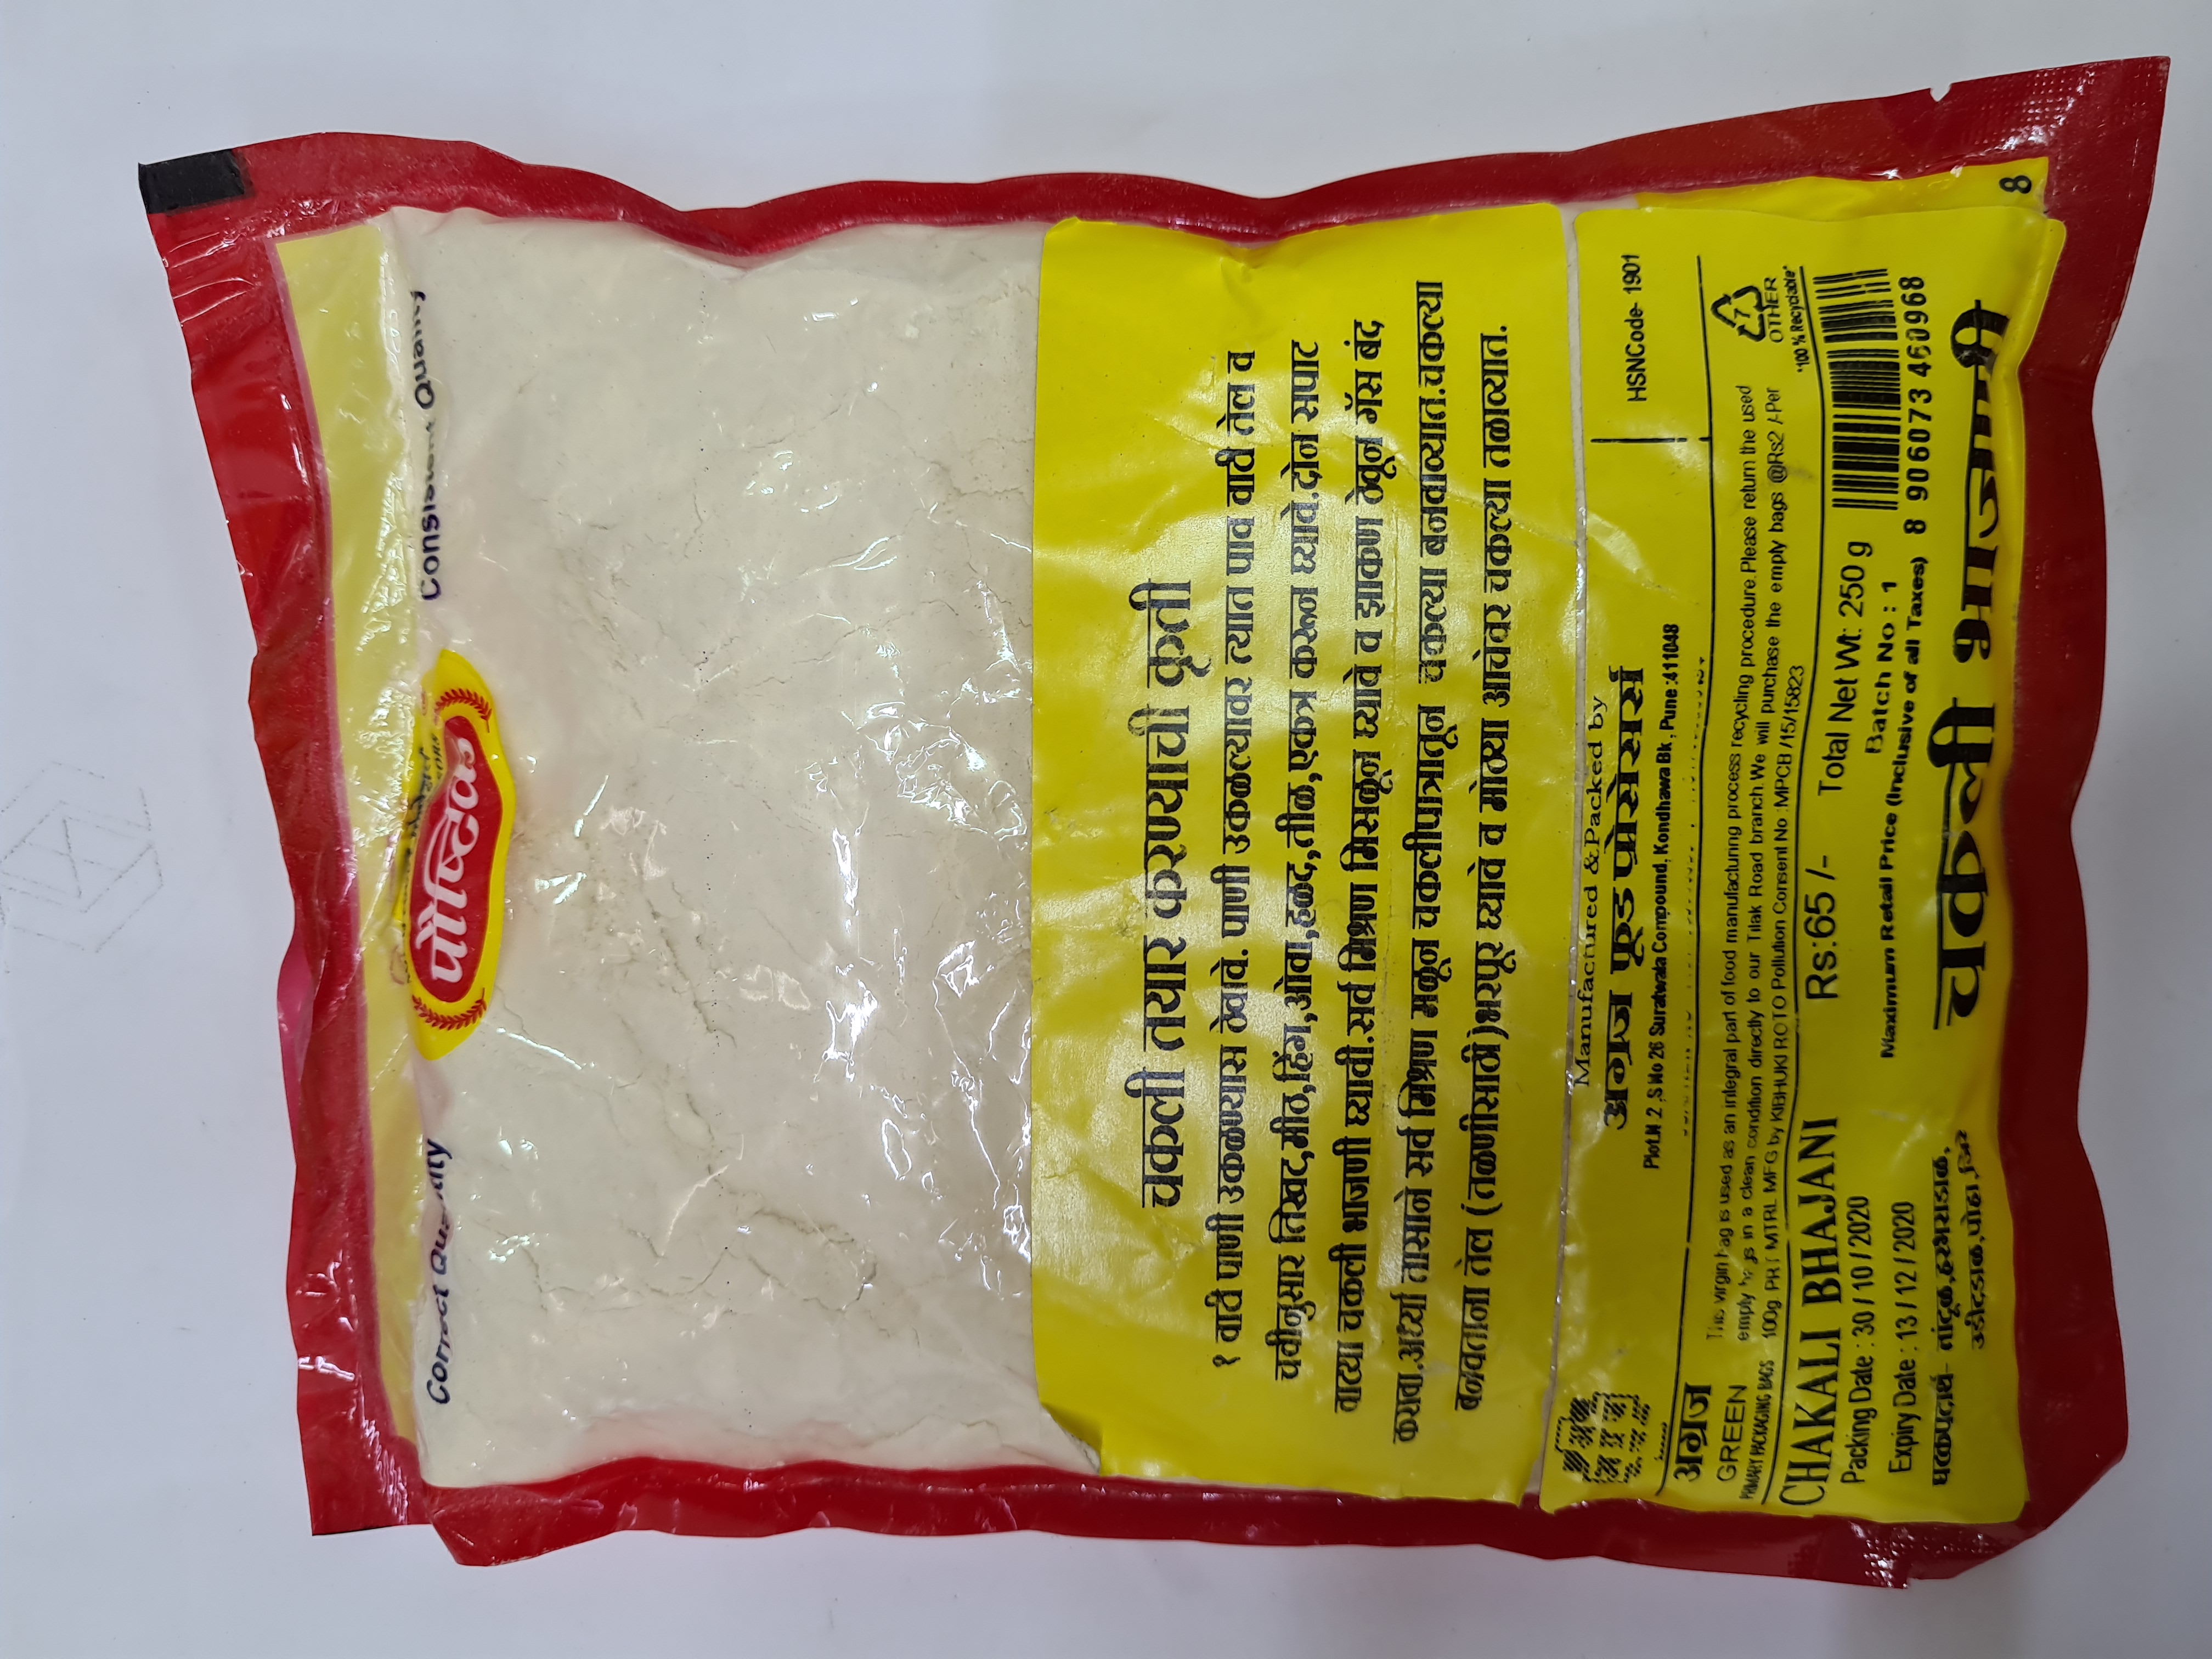 Correct Quantity
पौष्टिक
Consistent Quality
चकली तयार करण्याची कृती
१ वाटी पाणी उकळण्यास ठेवावे. पाणी उकळल्यावर त्यात पाव वाटी तेल व
चवीनुसार तिखट,मीठ,हिंग,ओवा,हळद,तीळ,एकत्र करून घ्यावे.दोन सपाट
वाट्या चकली भाजणी घ्यावी.सर्व मिश्रण मिसळून घ्यावे व झाकण ठेवून गॅस बंद
करावा.अर्ध्या तासाने सर्व मिश्रण मळून चकलीपात्रातून चकल्या बनवाव्यात.चकल्या
बनवताना तेल (तळणीसाठी)भरपूर घ्यावे व मोठ्या आचेवर चकल्या तळाव्यात.
Manufactured &Packed by
अग्रज फूड प्रोसेसर्स
Plot.N 2 ,S No 26 Suratwala Compound, Kondhawa Bk , Pune :411048
HSNCode- 1901
अग्रज
GREEN
PRIMARY PACKAGING BAGS
This virgin bag is used as an integral part of food manufacturing process recycling procedure.Please return the used
empty bags in a clean condition directly to our Tilak Road branch.We will purchase the empty bags @Rs2 /-Per
100g PRT MTRL MFG by KIBHUKI ROTO Pollution Consent No :MPCB /15/15823
7
OTHER
"100 % Recyclable"
CHAKALI BHAJANI
Rs:65 /-
Total Net Wt: 250 g
Packing Date : 30 / 10 / 2020
Batch No : 1
Expiry Date : 13 / 12 / 2020
Maximum Retail Price (Inclusive of all Taxes)
8 906073 460968
घटकपदार्थ- तांदूळ,हरभराडाळ,
उडीदडाळ,पोहा,जिरे
चकली भाजणी
8